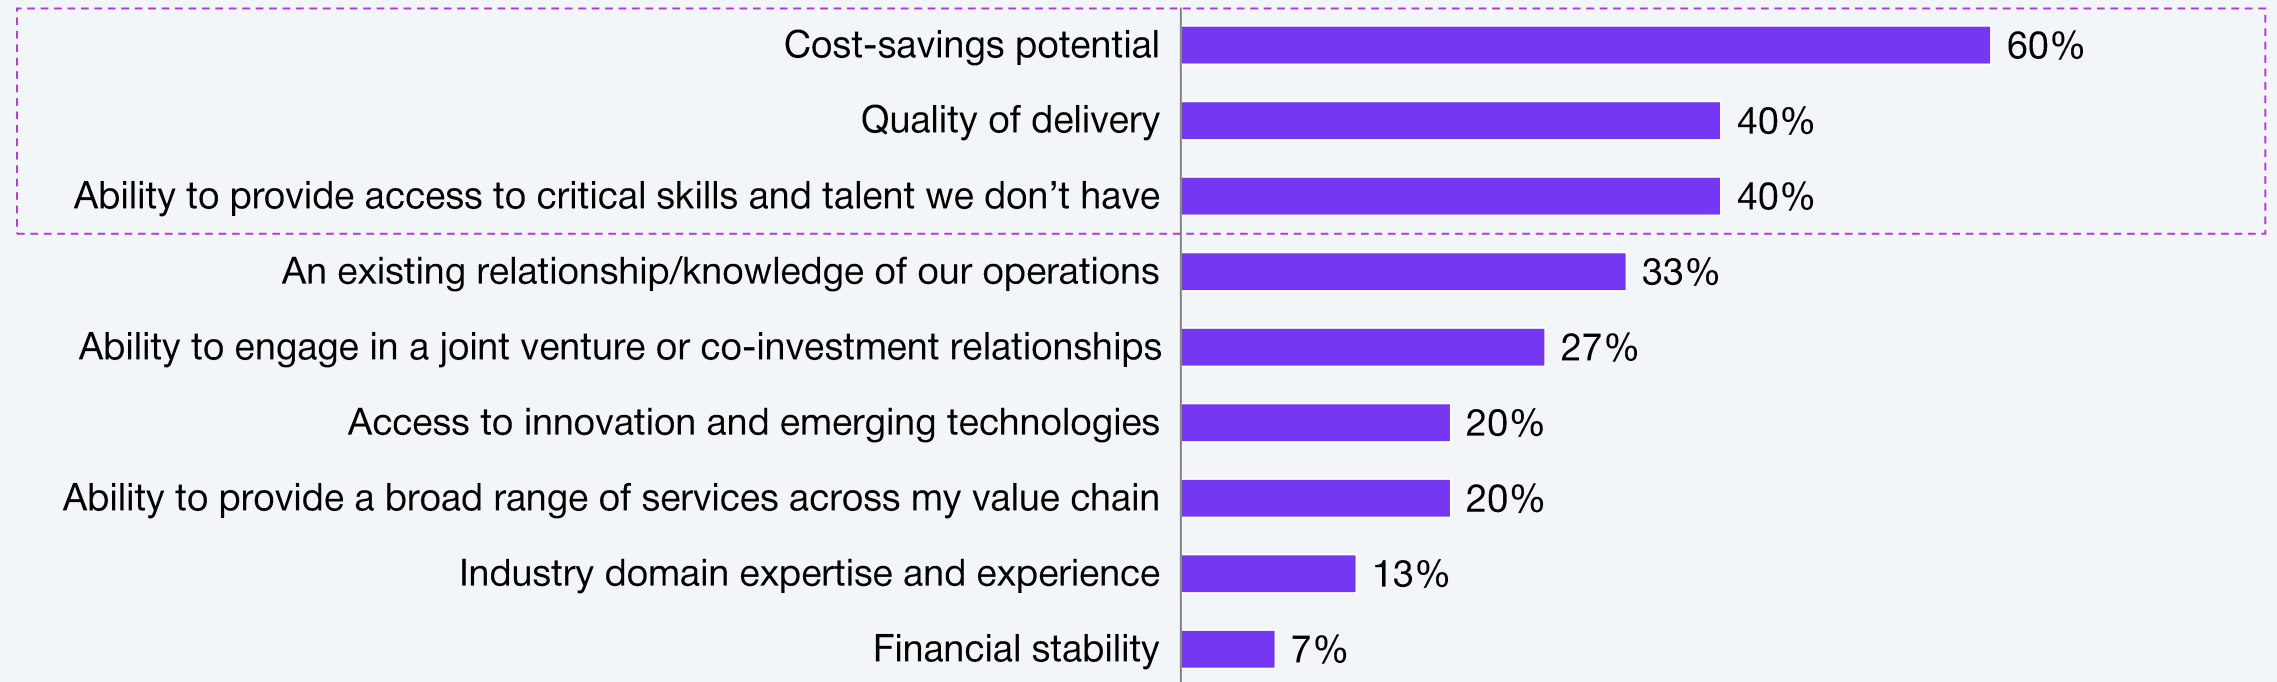 Cost-savings potential 60%
Quality of delivery 40%
Ability to provide access to critical skills and talent we don’t have 40%
An existing relationship/knowledge of our operations 33%
Ability to engage in a joint venture or co-investment relationships 27%
Access to innovation and emerging technologies 20%
Ability to provide a broad range of services across my value chain 20%
Industry domain expertise and experience 13%
Financial stability 7%